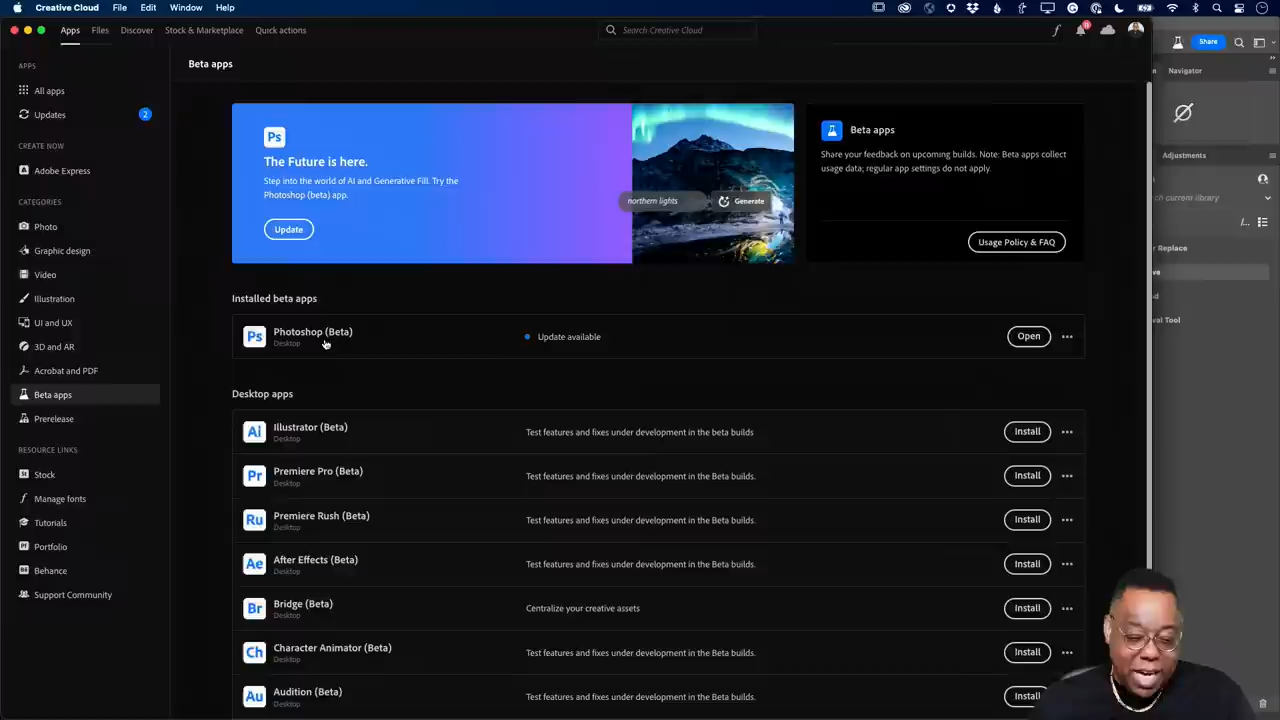 Creative Cloud File Edit Window Help
Apps Files Discover Stock & Marketplace Quick actions
Search Creative Cloud
Share
APPS
All apps
Updates 2
CREATE NOW
Adobe Express
CATEGORIES
Photo
Graphic design
Video
Illustration
UI and UX
3D and AR
Acrobat and PDF
Beta apps
Prerelease
RESOURCE LINKS
St Stock
Manage fonts
Tutorials
Pf Portfolio
Bē Behance
Support Community
Beta apps
Ps
The Future is here.
Step into the world of AI and Generative Fill. Try the
Photoshop (beta) app.
Update
northern lights
Generate
Beta apps
Share your feedback on upcoming builds. Note: Beta apps collect
usage data; regular app settings do not apply.
Usage Policy & FAQ
Installed beta apps
Ps Photoshop (Beta) Update available Open
Desktop
Desktop apps
Ai Illustrator (Beta) Test features and fixes under development in the beta builds Install
Desktop
Pr Premiere Pro (Beta) Test features and fixes under development in the Beta builds. Install
Desktop
Ru Premiere Rush (Beta) Test features and fixes under development in the Beta builds. Install
Desktop
Ae After Effects (Beta) Test features and fixes under development in the Beta builds. Install
Desktop
Br Bridge (Beta) Centralize your creative assets Install
Desktop
Ch Character Animator (Beta) Test features and fixes under development in the Beta builds. Install
Desktop
Au Audition (Beta) Test features and fixes under development in the Beta builds. Install
Desktop
Navigator
Adjustments
ch current library
r Replace
ve
d
val Tool